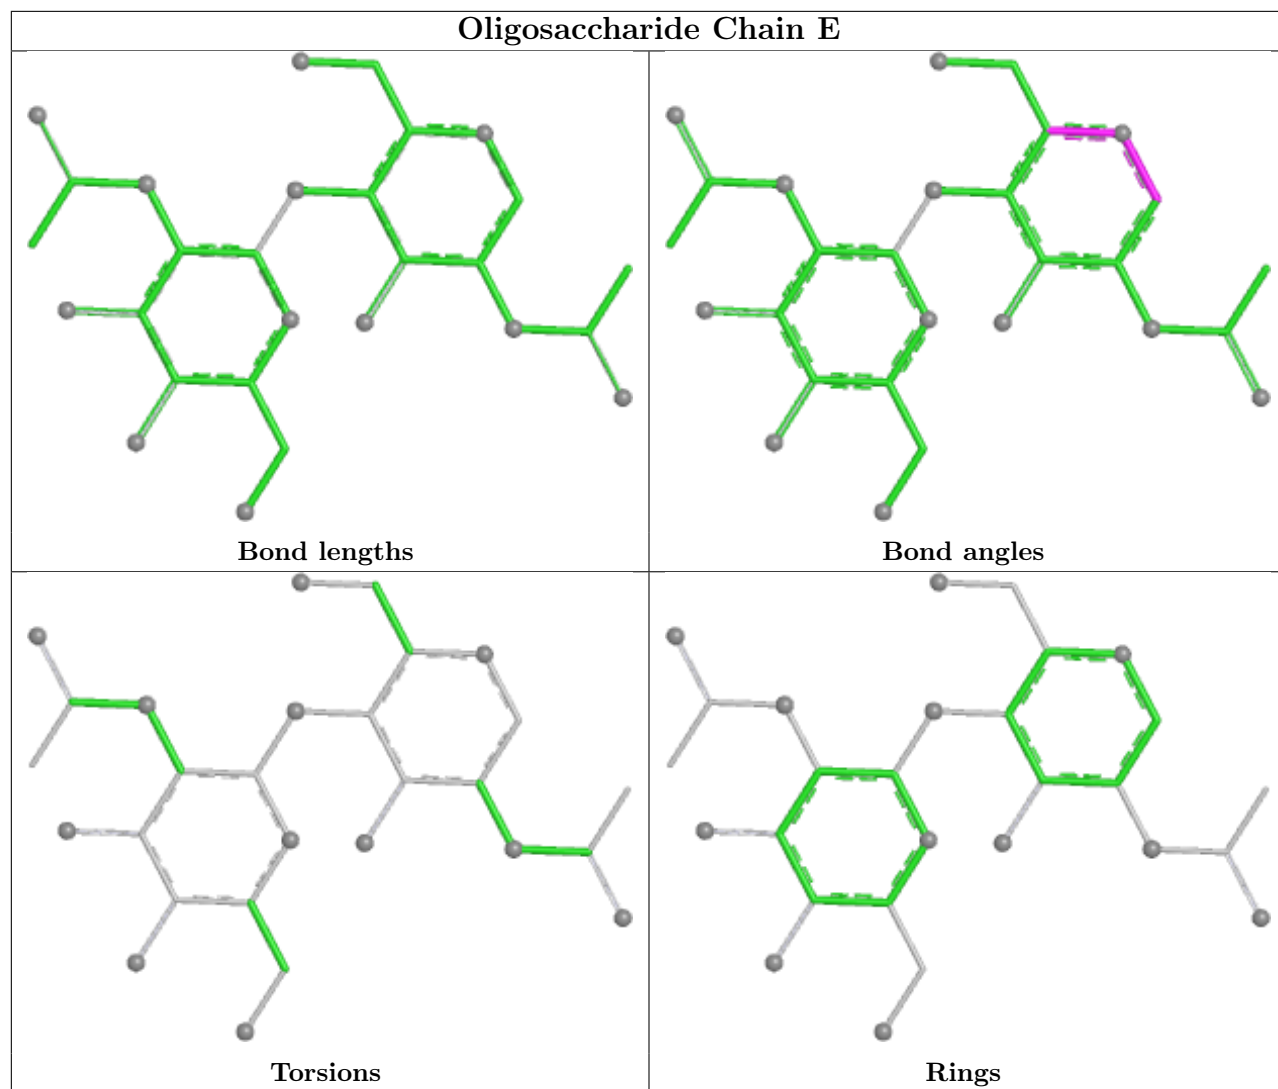 Oligosaccharide Chain E
Bond lengths
Bond angles
Torsions
Rings